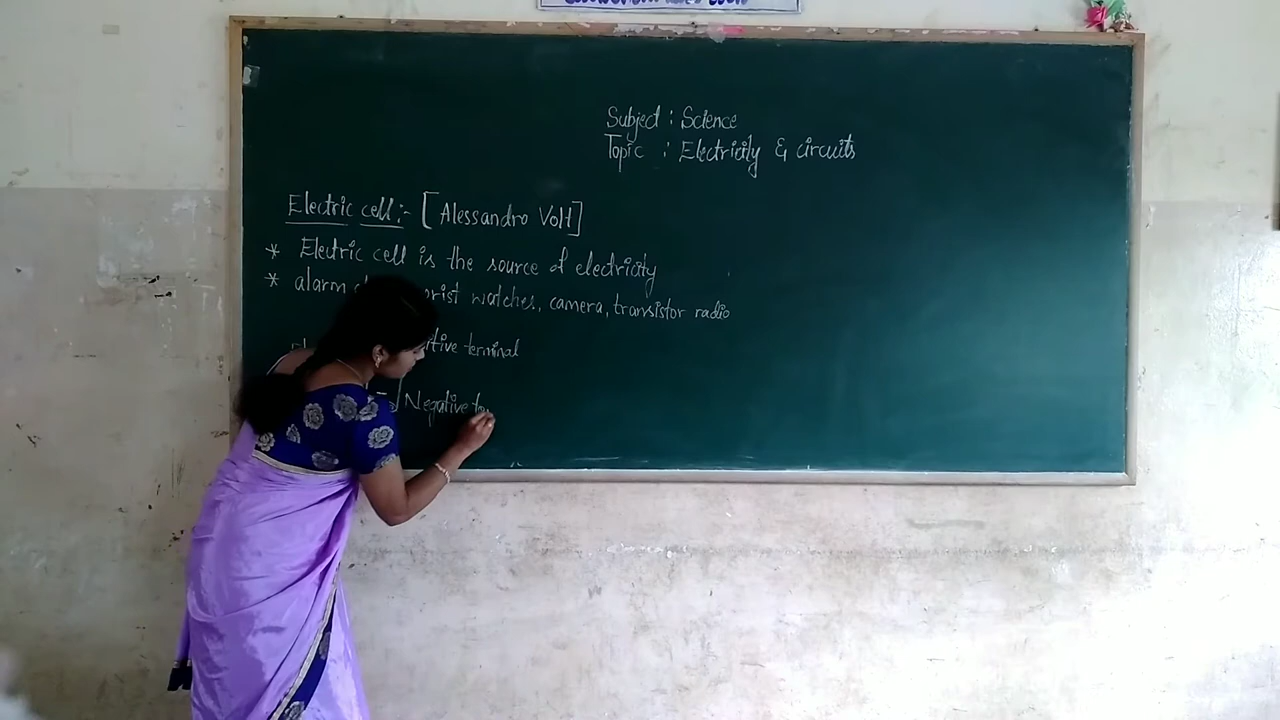 Subject : Science
Topic : Electricity & circuits
Electric cell :- [Alessandro Volt]
* Electric cell is the source of electricity
* alarm wrist watches, camera, transistor radio
terminal
Negative